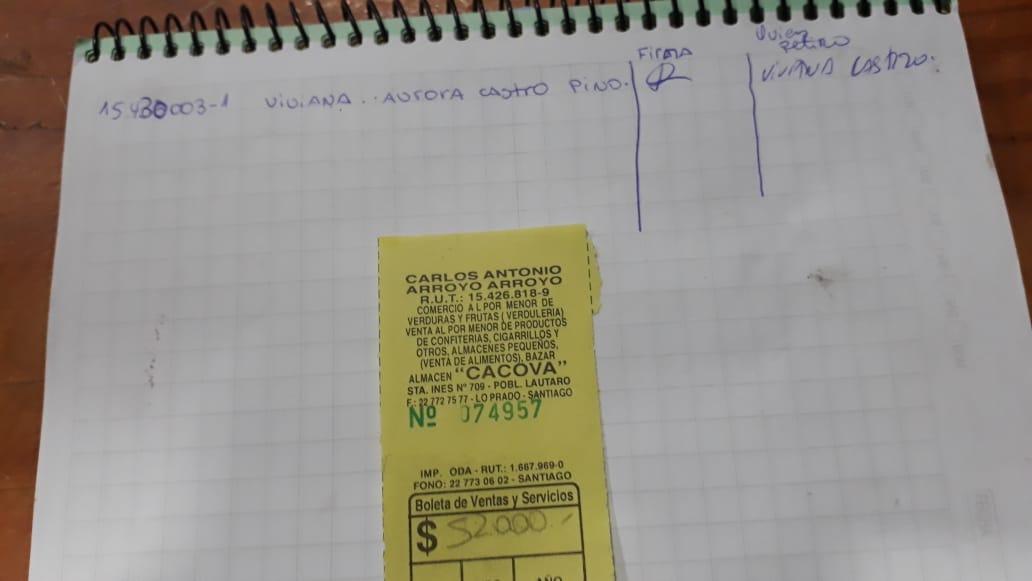 Firma
Quien
retiro
15.430003-1 VIVIANA . . AURORA CASTRO PINO.
VIVIANA CASTRO.
CARLOS ANTONIO
ARROYO ARROYO
R.U.T.: 15.426.818-9
COMERCIO A L POR MENOR DE
VERDURAS Y FRUTAS ( VERDULERIA)
VENTA AL POR MENOR DE PRODUCTOS
DE CONFITERIAS, CIGARRILLOS Y
OTROS, ALMACENES PEQUEÑOS,
(VENTA DE ALIMENTOS), BAZAR
ALMACEN "CACOVA"
STA. INES Nº 709 - POBL. LAUTARO
F.: 22 772 75 77 - LO PRADO - SANTIAGO
Nº 074957
IMP. ODA - RUT.: 1.667.969-0
FONO: 22 773 06 02 - SANTIAGO
Boleta de Ventas y Servicios
$ 52.000.-
AÑO